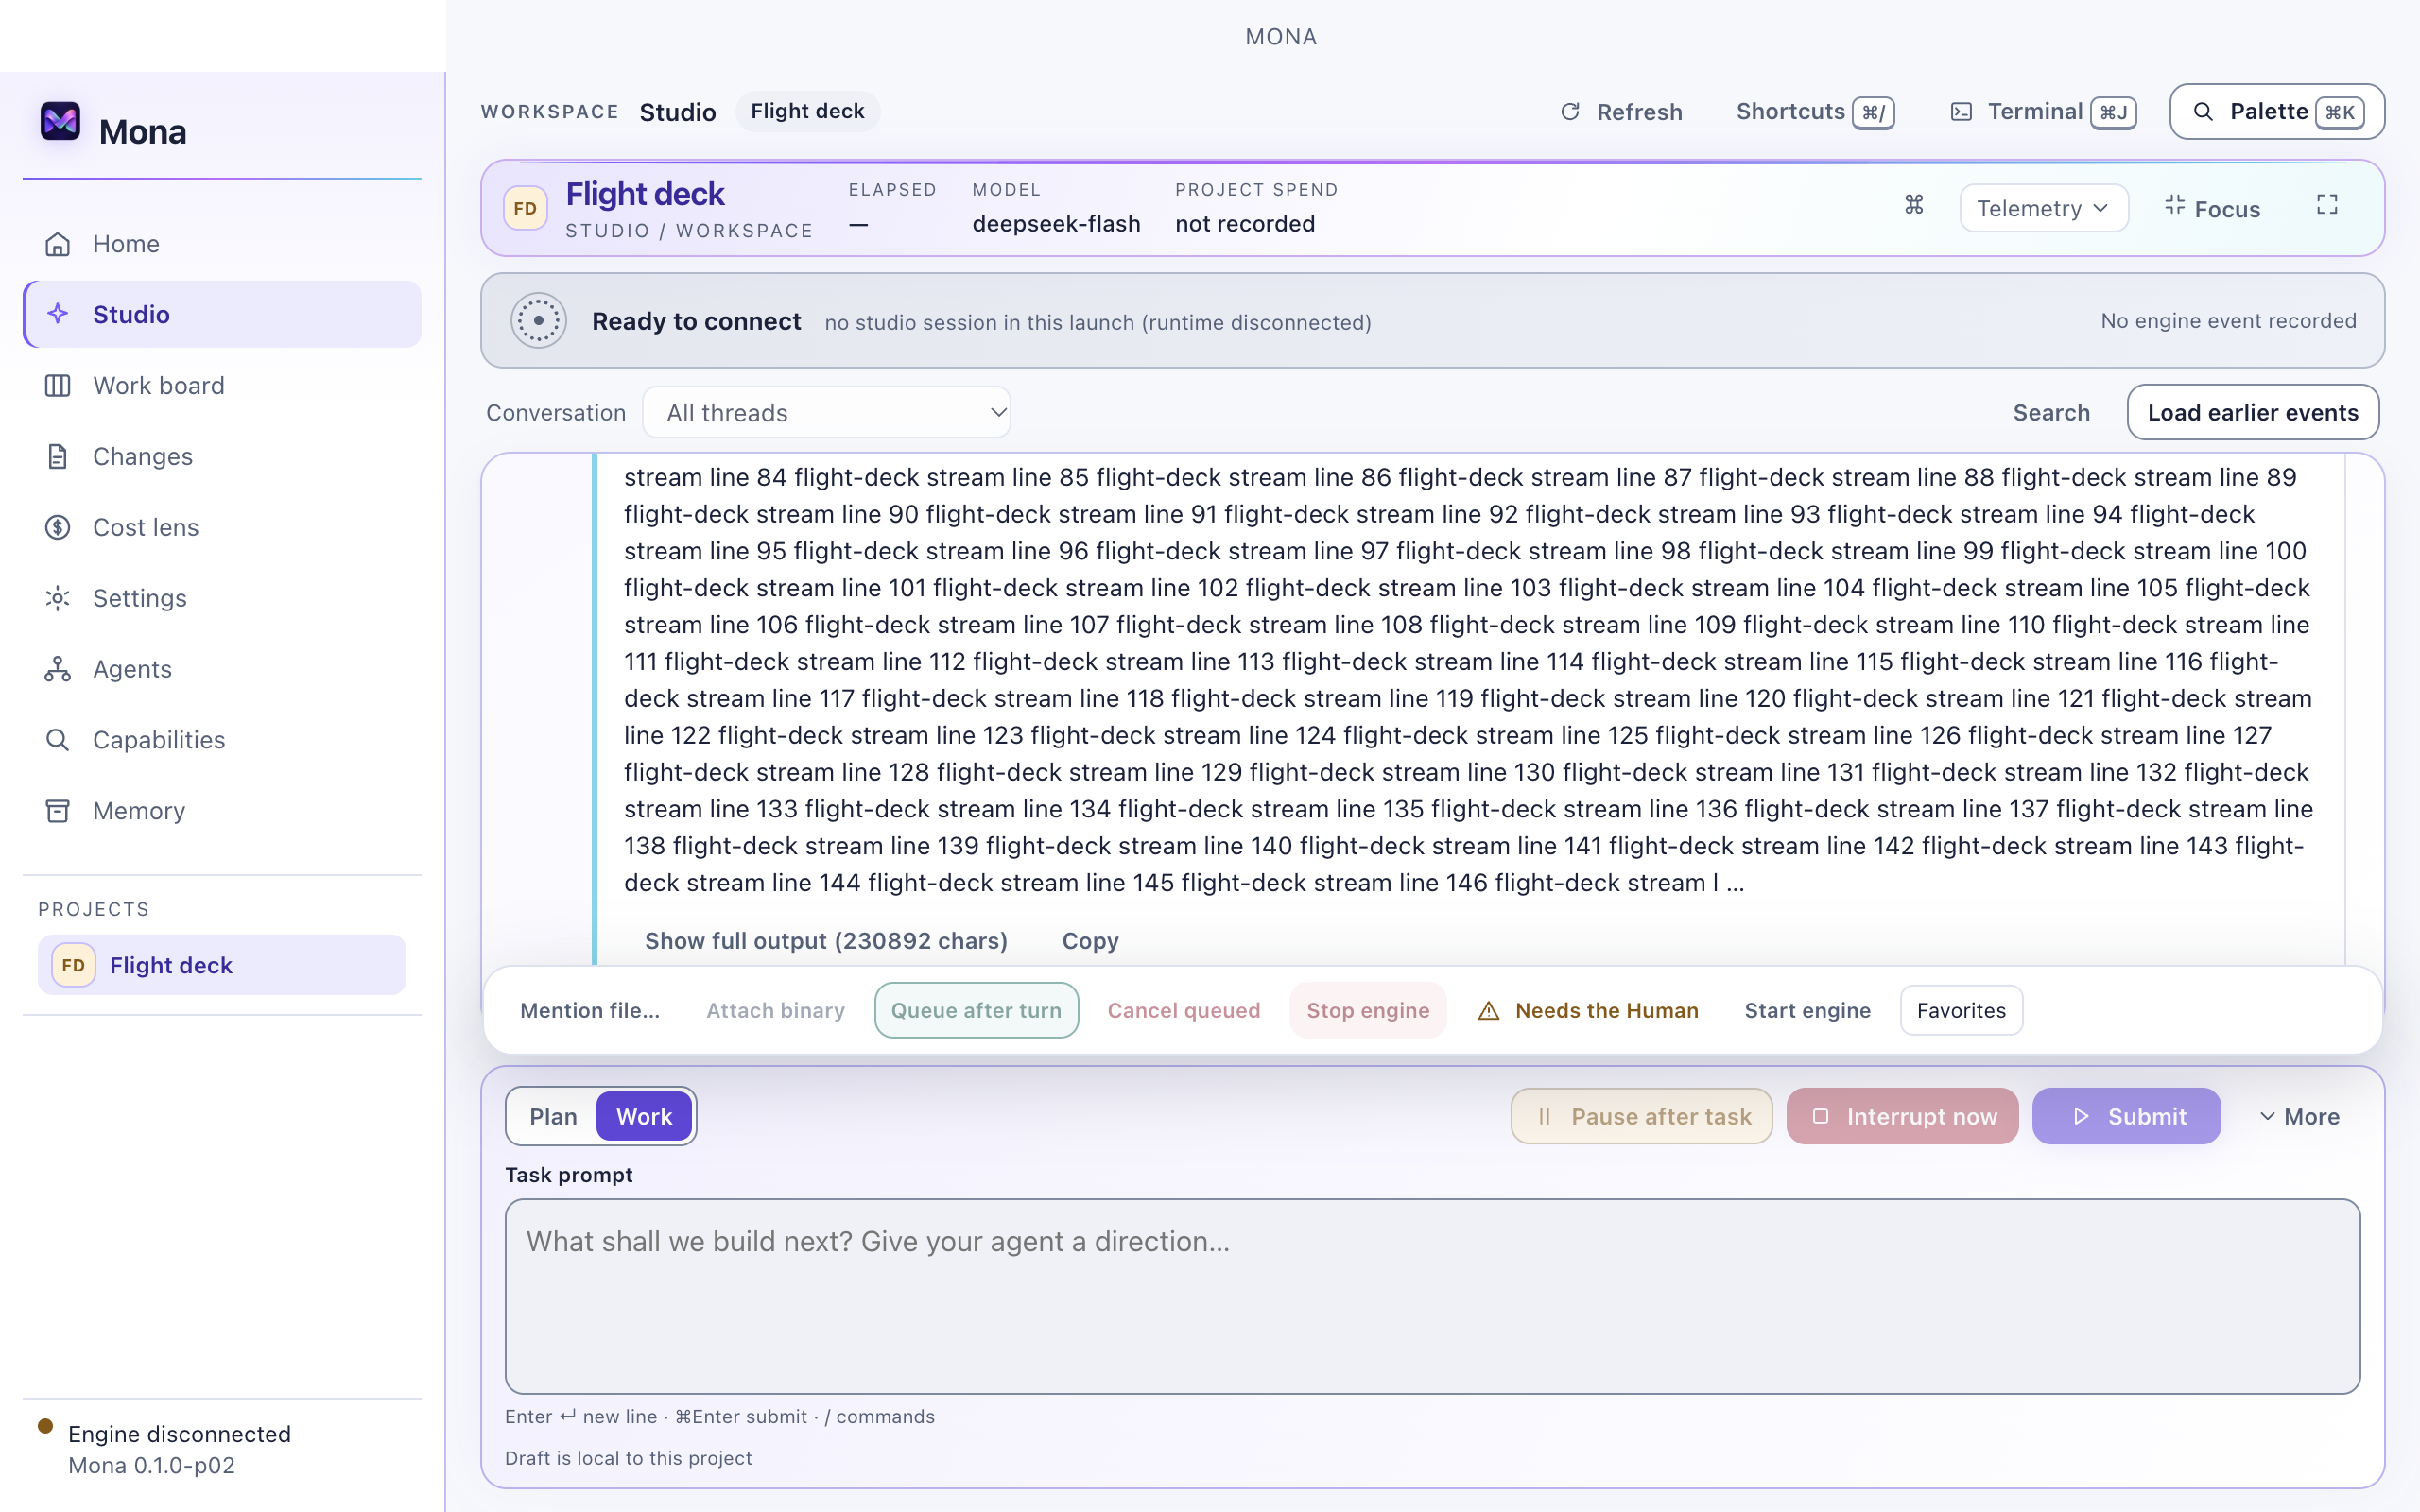 MONA
Mona
Home
Studio
Work board
Changes
Cost lens
Settings
Agents
Capabilities
Memory
PROJECTS
FD Flight deck
Engine disconnected
Mona 0.1.0-p02
WORKSPACE Studio Flight deck
Refresh Shortcuts ⌘/ Terminal ⌘J Palette ⌘K
FD Flight deck
STUDIO / WORKSPACE
ELAPSED
—
MODEL
deepseek-flash
PROJECT SPEND
not recorded
⌘ Telemetry Focus
Ready to connect no studio session in this launch (runtime disconnected) No engine event recorded
Conversation All threads Search Load earlier events
stream line 84 flight-deck stream line 85 flight-deck stream line 86 flight-deck stream line 87 flight-deck stream line 88 flight-deck stream line 89
flight-deck stream line 90 flight-deck stream line 91 flight-deck stream line 92 flight-deck stream line 93 flight-deck stream line 94 flight-deck
stream line 95 flight-deck stream line 96 flight-deck stream line 97 flight-deck stream line 98 flight-deck stream line 99 flight-deck stream line 100
flight-deck stream line 101 flight-deck stream line 102 flight-deck stream line 103 flight-deck stream line 104 flight-deck stream line 105 flight-deck
stream line 106 flight-deck stream line 107 flight-deck stream line 108 flight-deck stream line 109 flight-deck stream line 110 flight-deck stream line
111 flight-deck stream line 112 flight-deck stream line 113 flight-deck stream line 114 flight-deck stream line 115 flight-deck stream line 116 flight-
deck stream line 117 flight-deck stream line 118 flight-deck stream line 119 flight-deck stream line 120 flight-deck stream line 121 flight-deck stream
line 122 flight-deck stream line 123 flight-deck stream line 124 flight-deck stream line 125 flight-deck stream line 126 flight-deck stream line 127
flight-deck stream line 128 flight-deck stream line 129 flight-deck stream line 130 flight-deck stream line 131 flight-deck stream line 132 flight-deck
stream line 133 flight-deck stream line 134 flight-deck stream line 135 flight-deck stream line 136 flight-deck stream line 137 flight-deck stream line
138 flight-deck stream line 139 flight-deck stream line 140 flight-deck stream line 141 flight-deck stream line 142 flight-deck stream line 143 flight-
deck stream line 144 flight-deck stream line 145 flight-deck stream line 146 flight-deck stream l ...
Show full output (230892 chars) Copy
Mention file... Attach binary Queue after turn Cancel queued Stop engine Needs the Human Start engine Favorites
Plan Work Pause after task Interrupt now Submit More
Task prompt
What shall we build next? Give your agent a direction...
Enter ↵ new line · ⌘Enter submit · / commands
Draft is local to this project